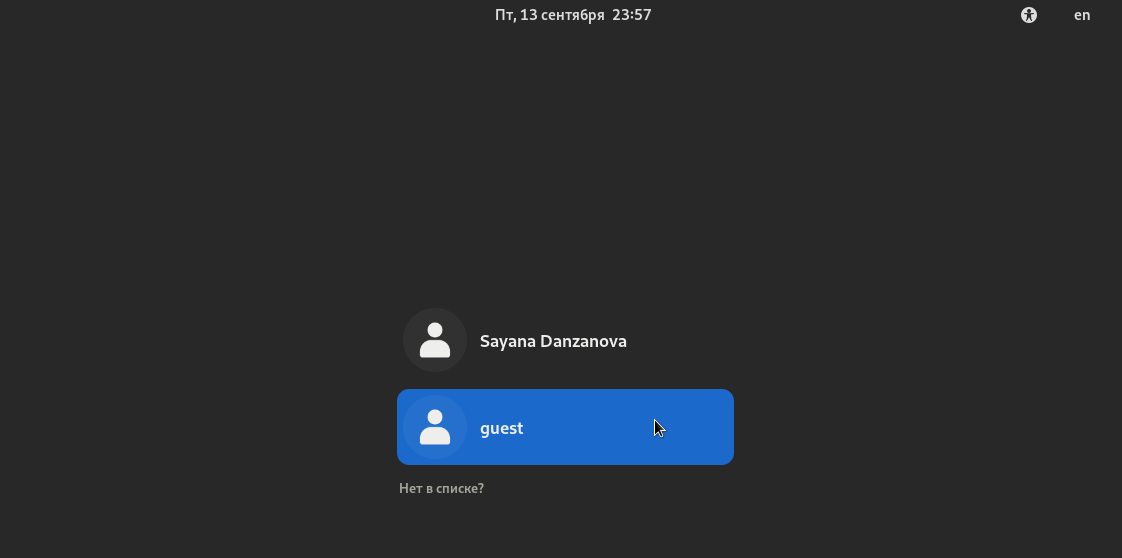 Пт, 13 сентября 23:57
en
Sayana Danzanova
guest
Нет в списке?